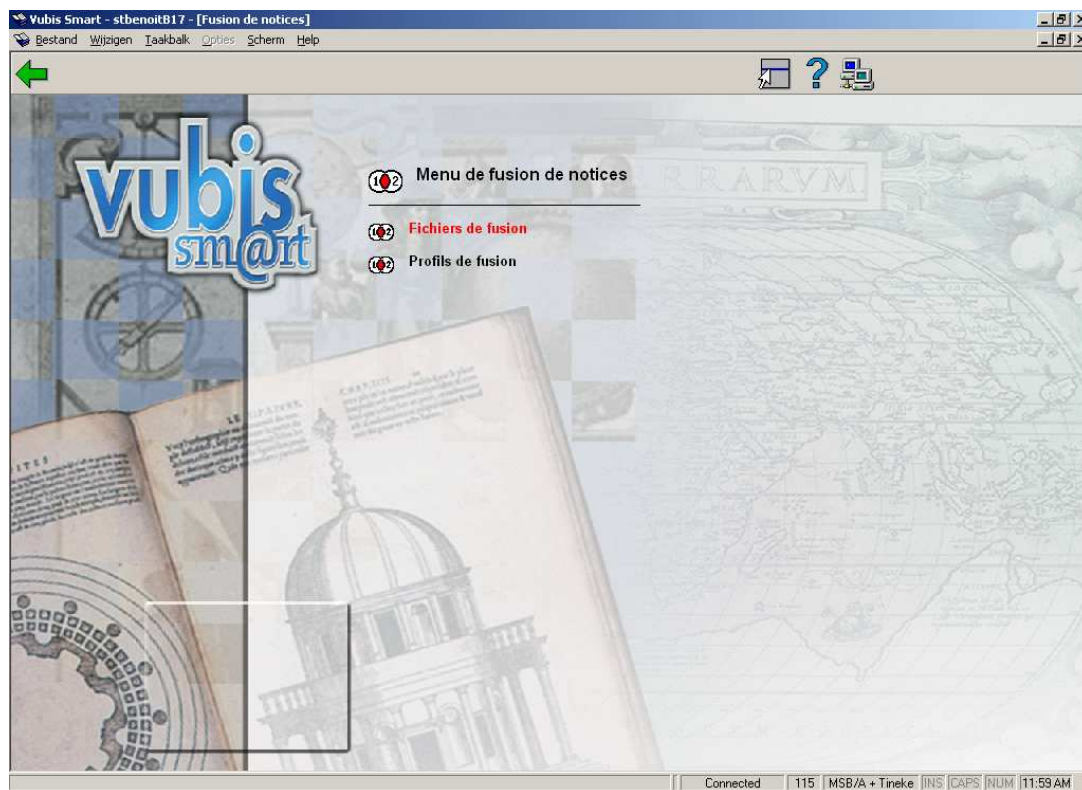 Vubis Smart - stbenoitB17 - [Fusion de notices]
Bestand Wijzigen Taakbalk Opties Scherm Help
vubis
sm@rt
Menu de fusion de notices
Fichiers de fusion
Profils de fusion
RARVM
Connected 115 MSB/A + Tineke INS CAPS NUM 11:59 AM